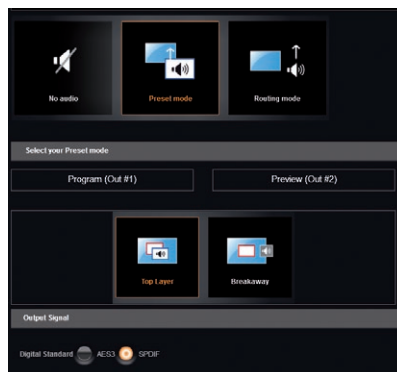 No audio
Preset mode
Routing mode
Select your Preset mode
Program (Out #1)
Preview (Out #2)
Top Layer
Breakaway
Output Signal
Digital Standard AES3 SPDIF